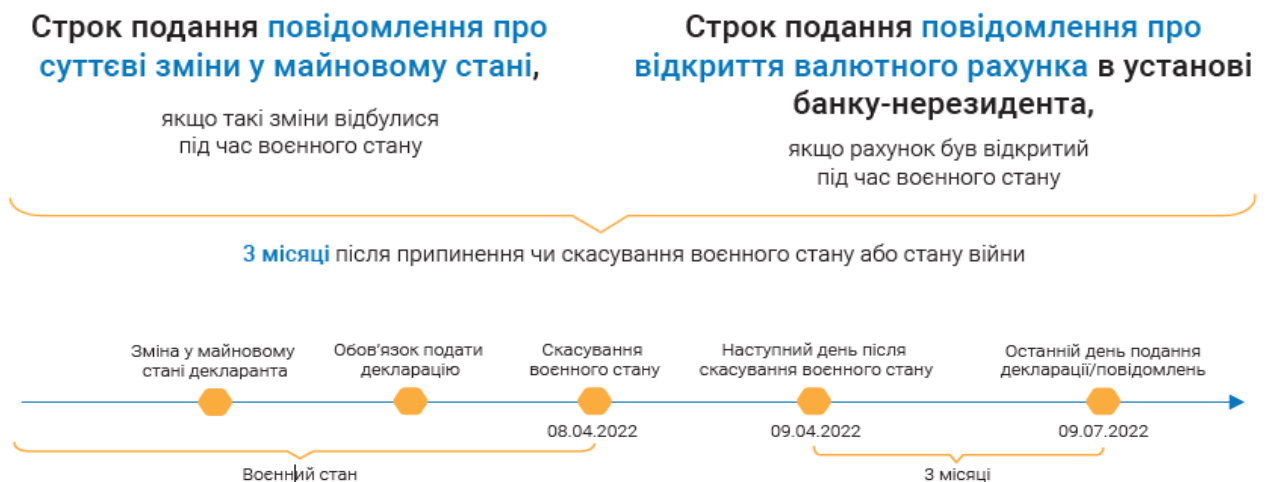 Строк подання повідомлення про
суттєві зміни у майновому стані,
якщо такі зміни відбулися
під час воєнного стану
Строк подання повідомлення про
відкриття валютного рахунка в установі
банку-нерезидента,
якщо рахунок був відкритий
під час воєнного стану
3 місяці після припинення чи скасування воєнного стану або стану війни
Зміна у майновому
стані декларанта
Обов’язок подати
декларацію
Скасування
воєнного стану
Наступний день після
скасування воєнного стану
Останній день подання
декларації/повідомлень
08.04.2022
09.04.2022
09.07.2022
Воєнний стан
3 місяці